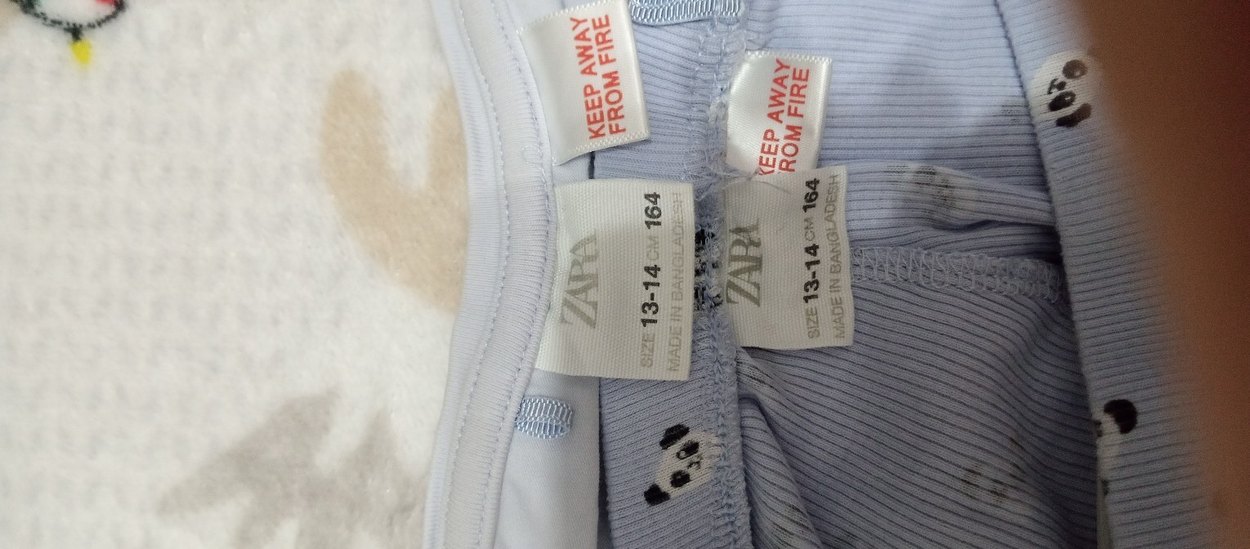 KEEP AWAY
FROM FIRE
ZARA
SIZE 13-14 CM 164
MADE IN BANGLADESH
KEEP AWAY
ROM FIRE
ZARA
SIZE 13-14 CM 164
MADE IN BANGLADESH